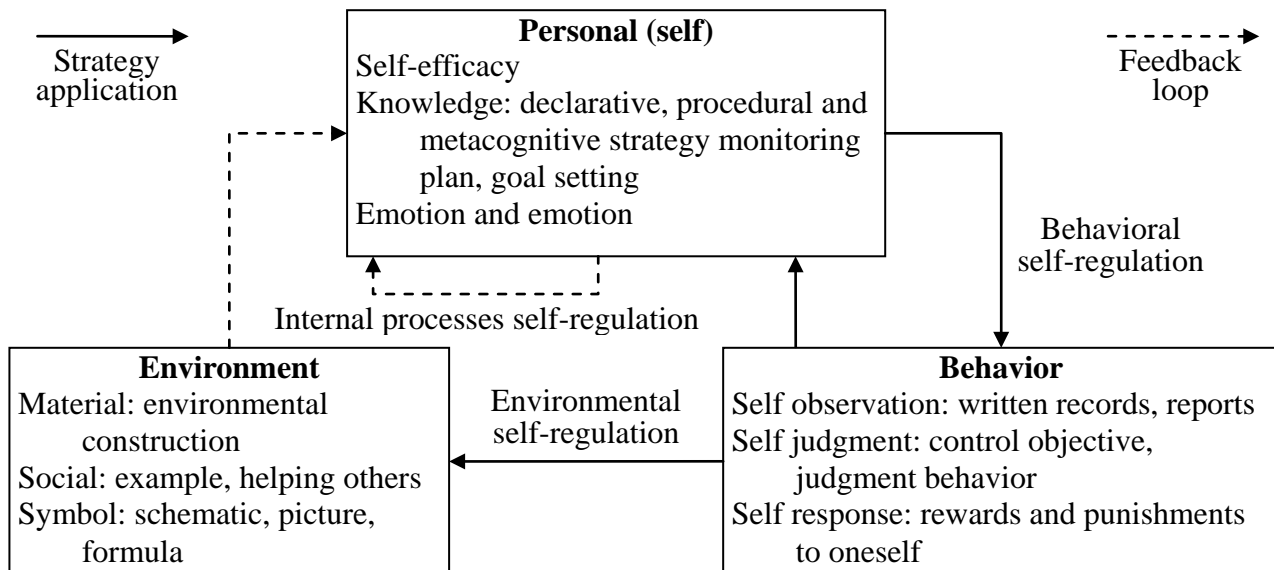 Strategy
application
Personal (self)
Self-efficacy
Knowledge: declarative, procedural and
metacognitive strategy monitoring
plan, goal setting
Emotion and emotion
Feedback
loop
Behavioral
self-regulation
Internal processes self-regulation
Environment
Material: environmental
construction
Social: example, helping others
Symbol: schematic, picture,
formula
Environmental
self-regulation
Behavior
Self observation: written records, reports
Self judgment: control objective,
judgment behavior
Self response: rewards and punishments
to oneself